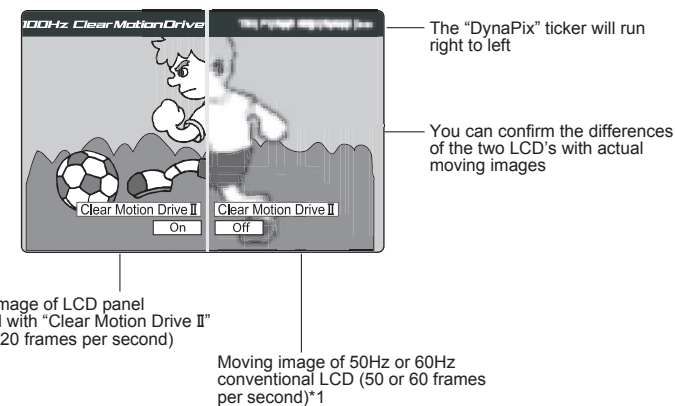 100Hz Clear MotionDrive
The "DynaPix" ticker will run
right to left
You can confirm the differences
of the two LCD's with actual
moving images
Clear Motion Drive Ⅱ
Clear Motion Drive Ⅱ
On
Off
mage of LCD panel
with "Clear Motion Drive Ⅱ"
20 frames per second)
Moving image of 50Hz or 60Hz
conventional LCD (50 or 60 frames
per second)*1